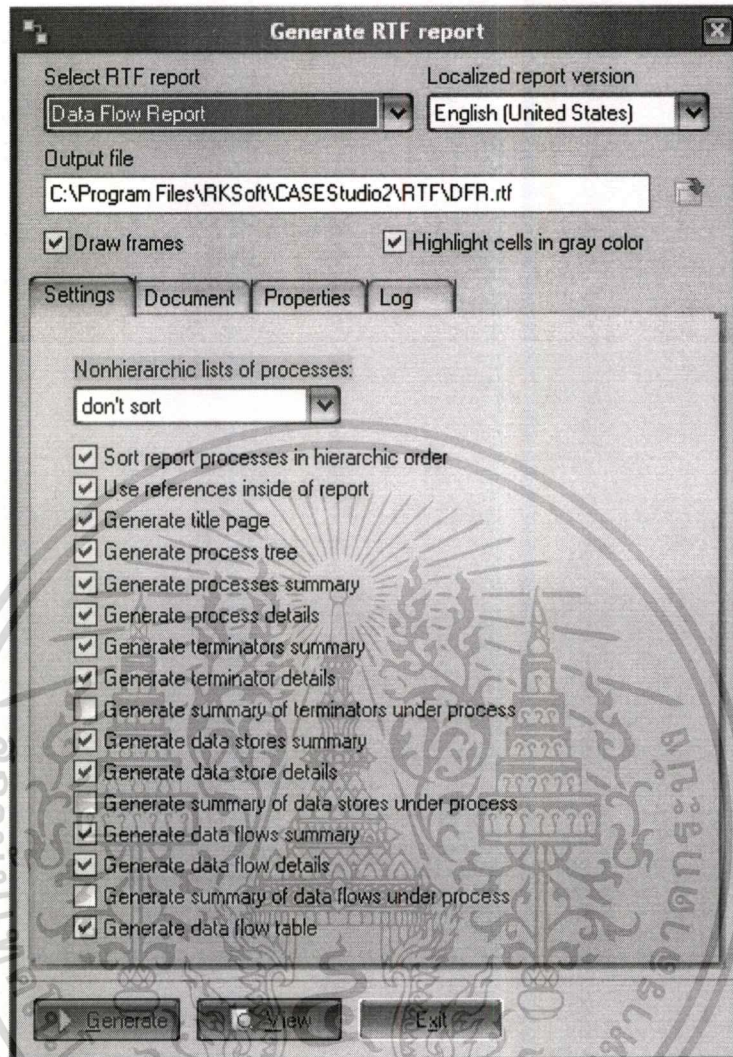 Generate RTF report
Select RTF report
Localized report version
Data Flow Report
English (United States)
Output file
C:\Program Files\RKSoft\CASEStudio2\RTF\DFR.rtf
Draw frames
Highlight cells in gray color
Settings
Document
Properties
Log
Nonhierarchic lists of processes:
don't sort
Sort report processes in hierarchic order
Use references inside of report
Generate title page
Generate process tree
Generate processes summary
Generate process details
Generate terminators summary
Generate terminator details
Generate summary of terminators under process
Generate data stores summary
Generate data store details
Generate summary of data stores under process
Generate data flows summary
Generate data flow details
Generate summary of data flows under process
Generate data flow table
Generate
View
Exit